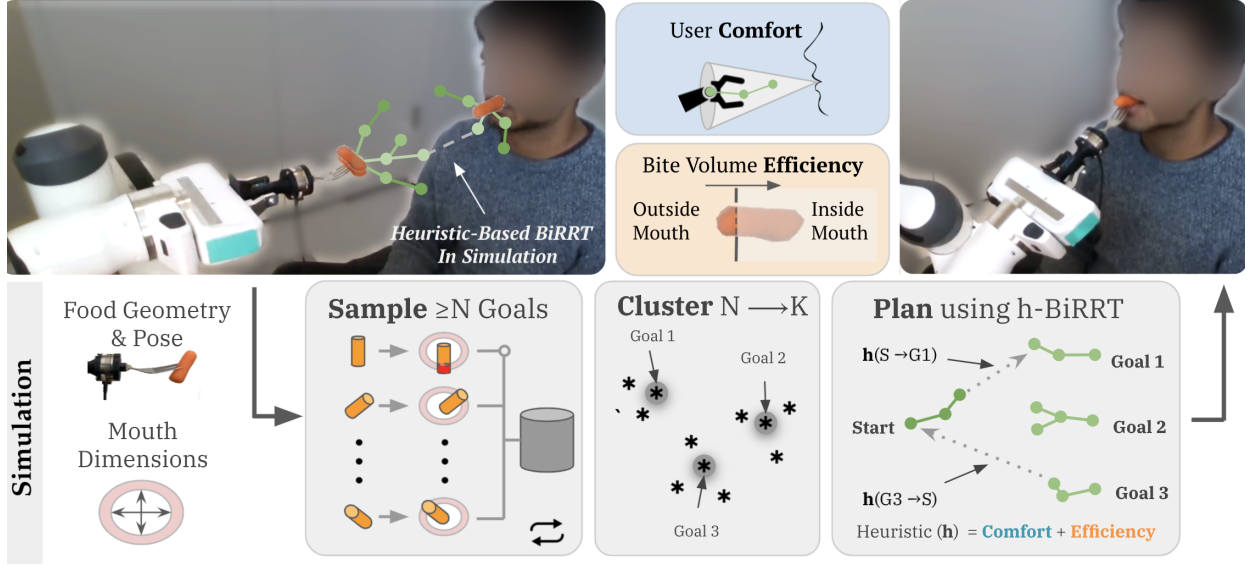 Heuristic-Based BiRRT
In Simulation
User Comfort
Bite Volume Efficiency
Outside
Mouth
Inside
Mouth
Simulation
Food Geometry
& Pose
Mouth
Dimensions
Sample ≥N Goals
Cluster N → K
Goal 1
Goal 2
Goal 3
Plan using h-BiRRT
h(S →G1)
Goal 1
Start
Goal 2
Goal 3
h(G3 →S)
Heuristic (h) = Comfort + Efficiency